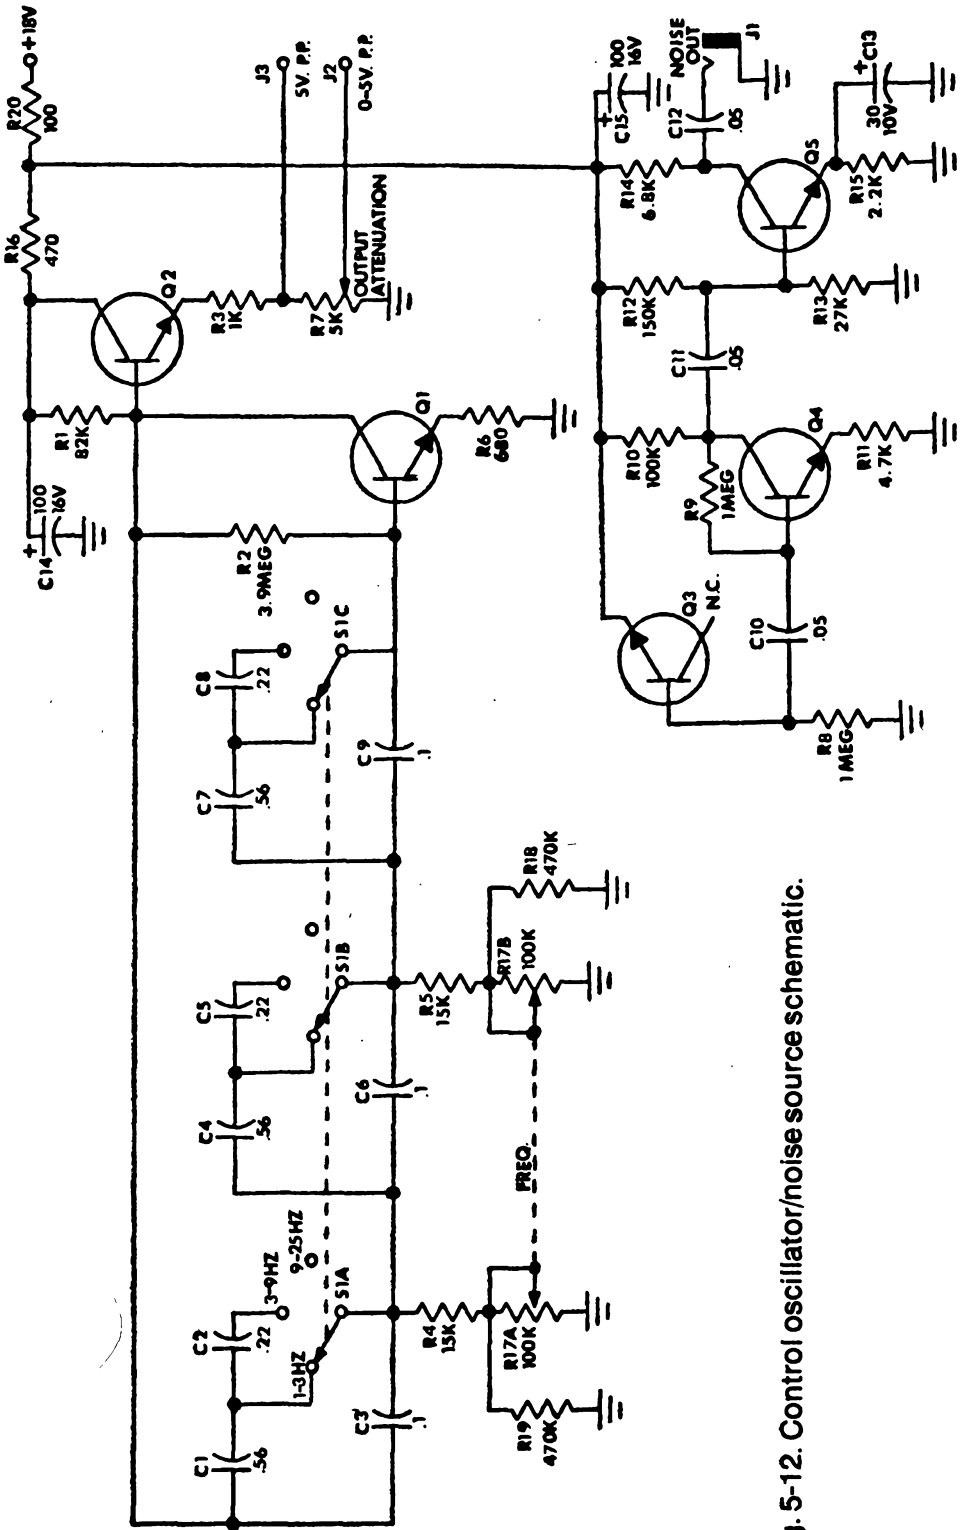 R20
100
+18V
R16
470
J3
5V. P.P.
J2
0-5V. P.P.
OUTPUT
ATTENUATION
Q2
R3
1K
R7
5K
R1
82K
Q1
R6
680
+
C14
100
16V
R2
3.9MEG
C8
.22
S1C
C7
.56
C9
.1
C5
.22
S1B
C4
.56
C6
.1
R5
15K
R17B
100K
R18
470K
C2
.22
3-9HZ
9-25HZ
1-3HZ
S1A
C1
.56
C3
.1
R4
15K
R17A
100K
R19
470K
FREQ.
+
C15
100
16V
NOISE
OUT
J1
C12
.05
R14
6.8K
Q5
R15
2.2K
30
10V
+
C13
R12
150K
R13
27K
C11
.05
R10
100K
R9
1MEG
Q4
R11
4.7K
Q3
N.C.
C10
.05
R8
1MEG
. 5-12. Control oscillator/noise source schematic.